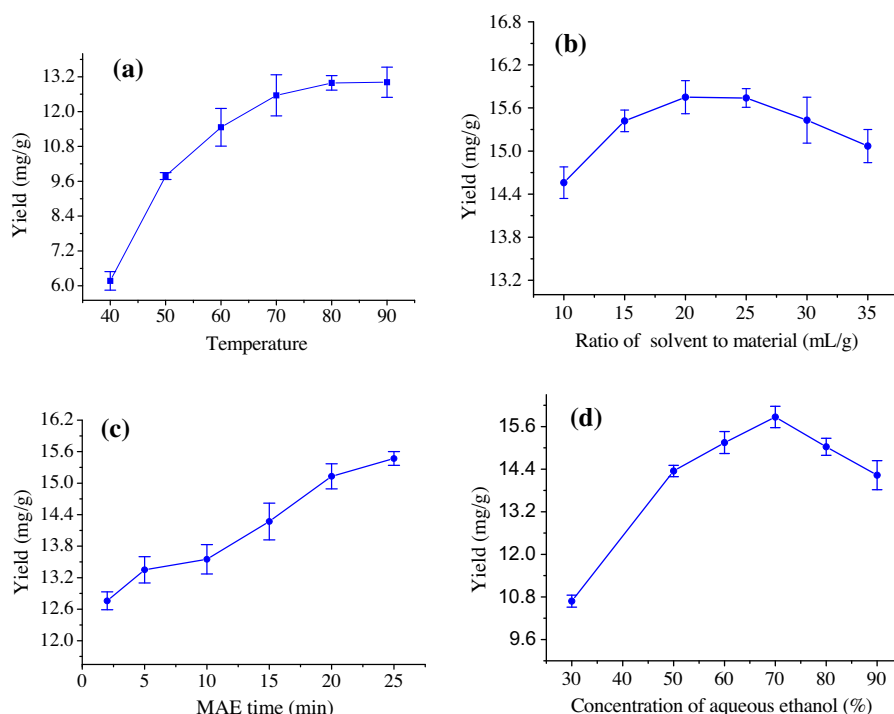 (a)
13.2
12.0
10.8
9.6
8.4
7.2
6.0
Yield (mg/g)
40 50 60 70 80 90
Temperature
(b)
16.8
16.2
15.6
15.0
14.4
13.8
13.2
Yield (mg/g)
10 15 20 25 30 35
Ratio of solvent to material (mL/g)
(c)
16.2
15.6
15.0
14.4
13.8
13.2
12.6
12.0
Yield (mg/g)
0 5 10 15 20 25
MAE time (min)
(d)
15.6
14.4
13.2
12.0
10.8
9.6
Yield (mg/g)
30 40 50 60 70 80 90
Concentration of aqueous ethanol (%)